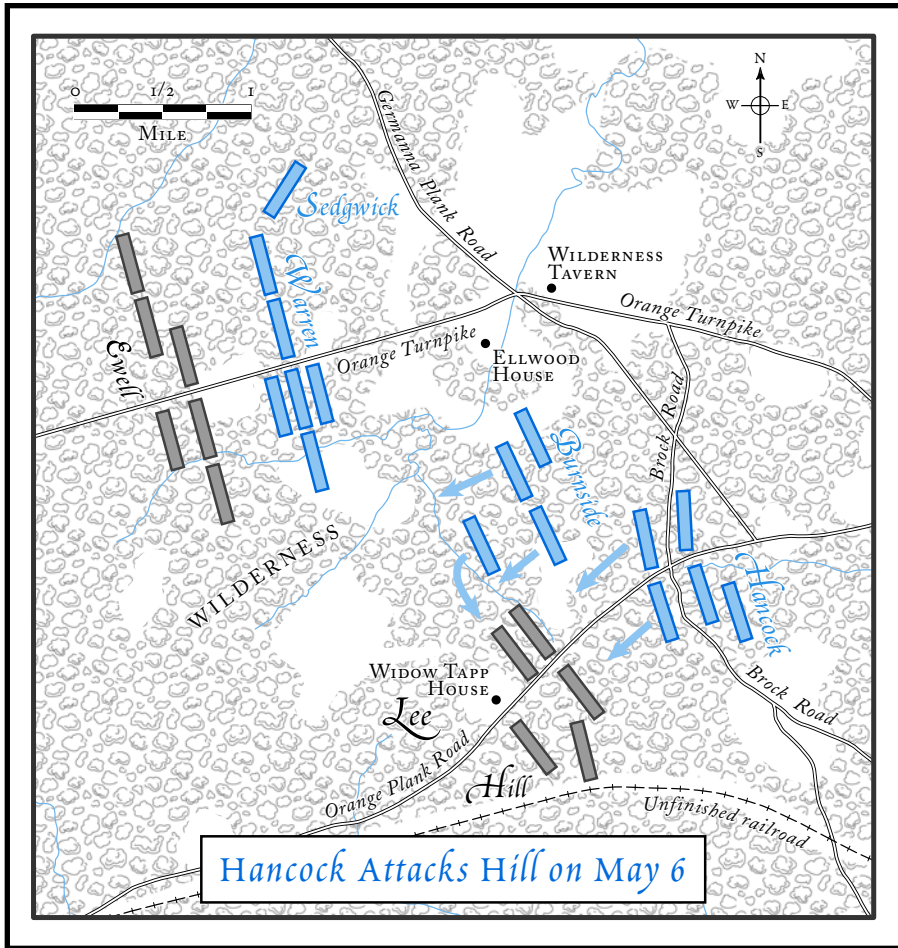 0 1/2 1
Mile
N
W E
S
Germanna Plank Road
Sedgwick
Warren
Wilderness
Tavern
Orange Turnpike
Orange Turnpike
Ewell
Ellwood
House
Brock Road
Burnside
WILDERNESS
Hancock
Widow Tapp
House
Lee
Brock Road
Orange Plank Road
Hill
Unfinished railroad
Hancock Attacks Hill on May 6